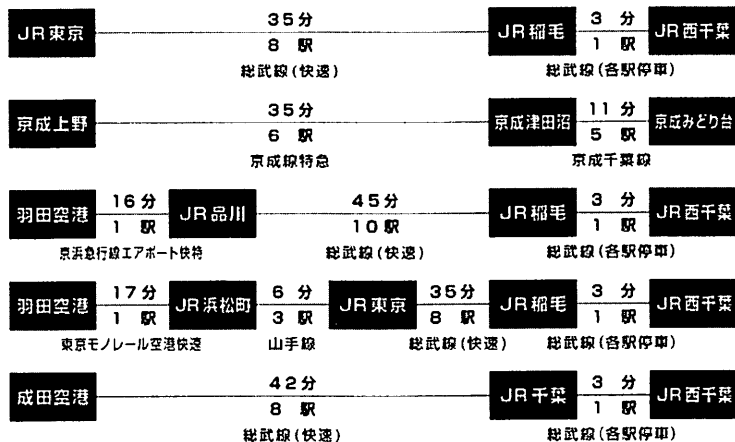 JR東京 35分 JR稲毛 3分 JR西千葉
8駅 1駅
総武線(快速) 総武線(各駅停車)
京成上野 35分 京成津田沼 11分 京成みどり台
6駅 5駅
京成線特急 京成千葉線
羽田空港 16分 JR品川 45分 JR稲毛 3分 JR西千葉
1駅 10駅 1駅
京浜急行線エアポート快特 総武線(快速) 総武線(各駅停車)
羽田空港 17分 JR浜松町 6分 JR東京 35分 JR稲毛 3分 JR西千葉
1駅 3駅 8駅 1駅
東京モノレール空港快速 山手線 総武線(快速) 総武線(各駅停車)
成田空港 42分 JR千葉 3分 JR西千葉
8駅 1駅
総武線(快速) 総武線(各駅停車)